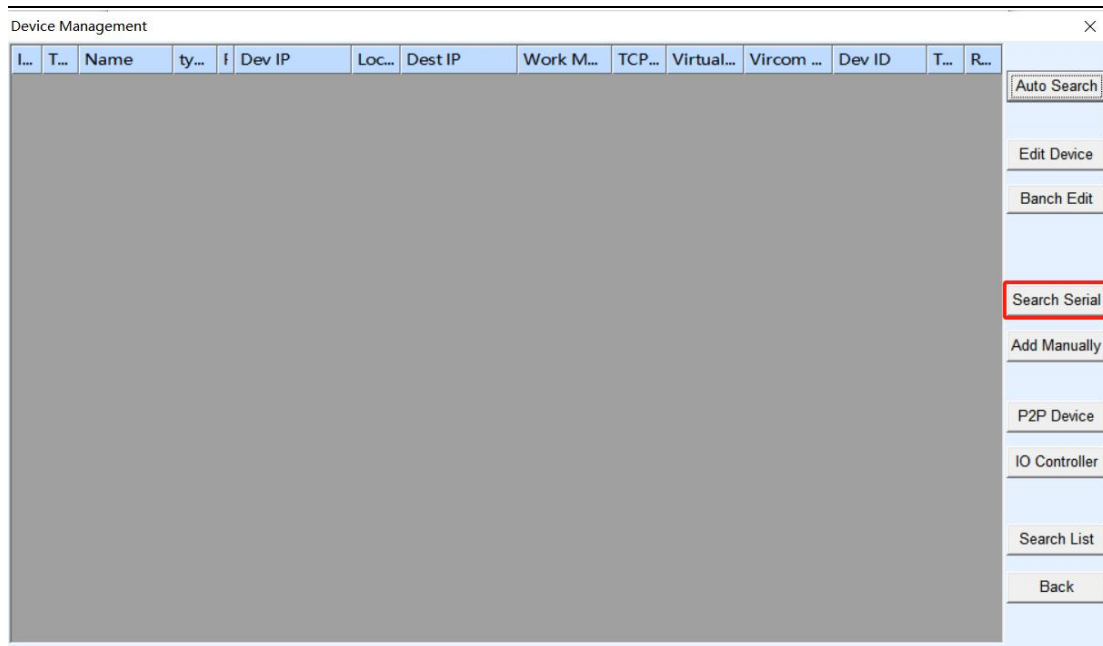 Device Management
I... T... Name ty... F Dev IP Loc... Dest IP Work M... TCP... Virtual... Vircom ... Dev ID T... R...
Auto Search
Edit Device
Banch Edit
Search Serial
Add Manually
P2P Device
IO Controller
Search List
Back